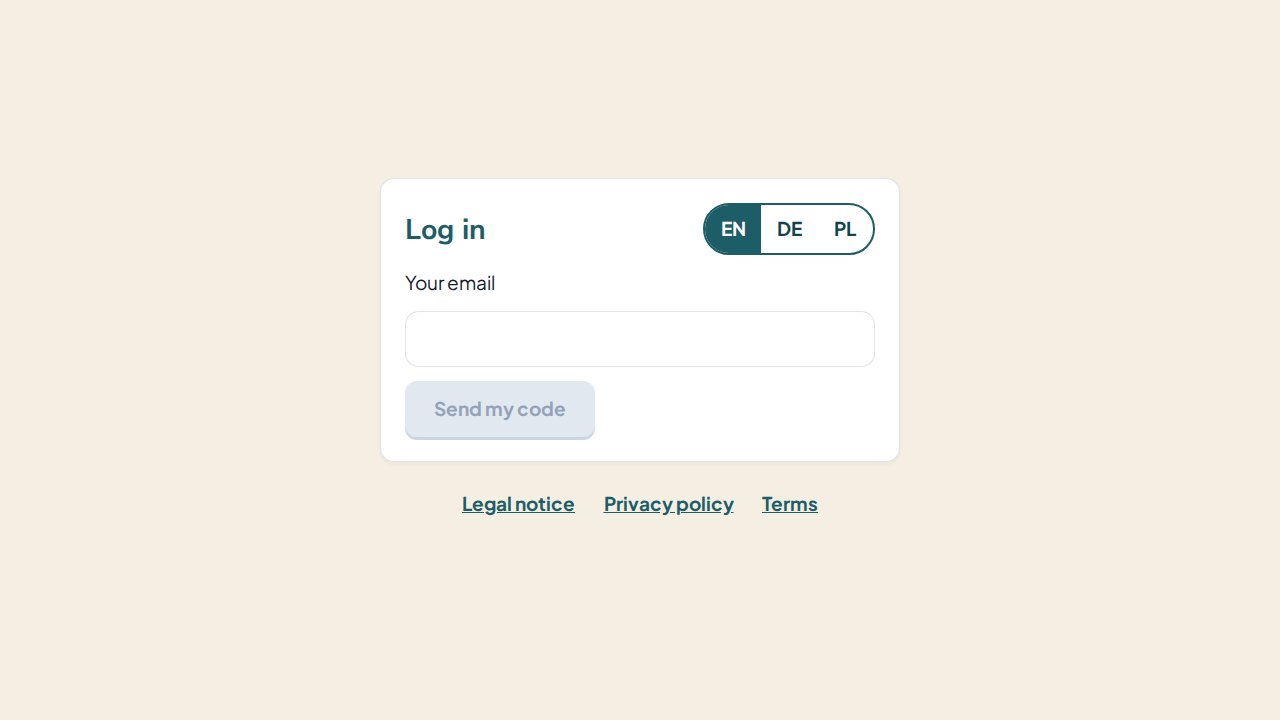 Log in
EN DE PL
Your email
Send my code
Legal notice Privacy policy Terms